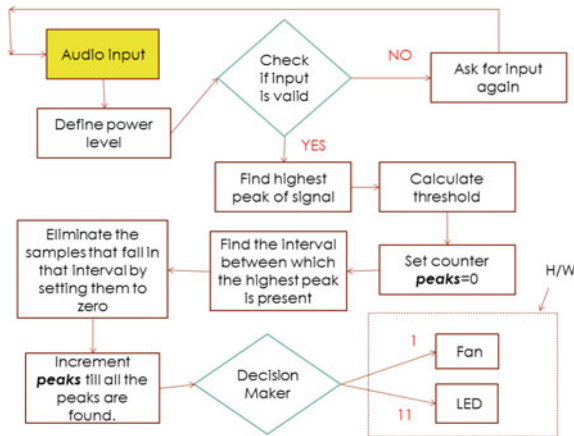 Audio input
Check
if input
is valid
NO
Ask for input
again
Define power
level
YES
Find highest
peak of signal
Calculate
threshold
Eliminate the
samples that fall in
that interval by
setting them to
zero
Find the interval
between which
the highest peak
is present
Set counter
peaks=0
H/W
Increment
peaks till all the
peaks are
found.
Decision
Maker
1
Fan
11
LED